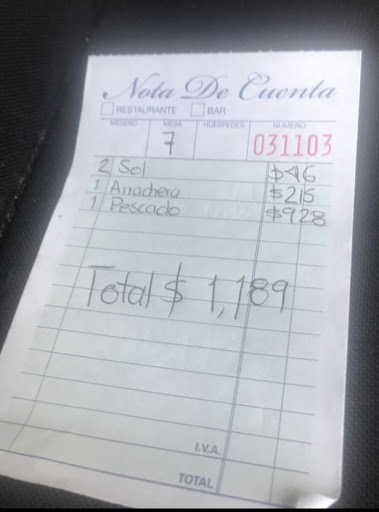 Nota De Cuenta
RESTAURANTE BAR
MESERO MESA HUESPEDES NUMERO
7 031103
2 Sol $46
1 Arrachera $215
1 Pescado $928
Total $ 1,189
I.V.A.
TOTAL